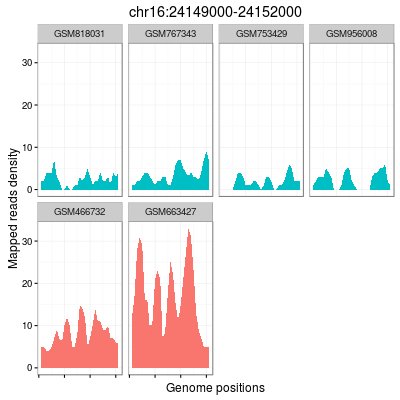 chr16:24149000-24152000
GSM818031 GSM767343 GSM753429 GSM956008
30
20
10
0
GSM466732 GSM663427
30
20
10
0
Mapped reads density
Genome positions